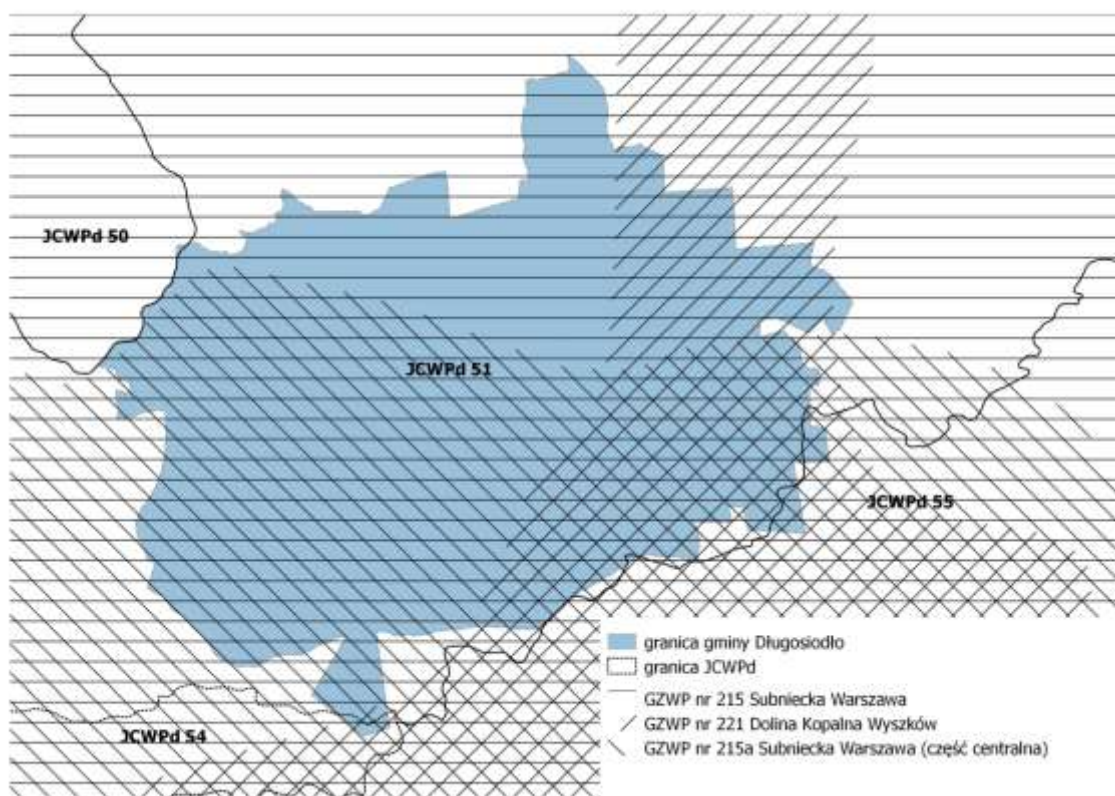 JCWPd 50
JCWPd 51
JCWPd 55
JCWPd 54
granica gminy Długosiodło
granica JCWPd
GZWP nr 215 Subniecka Warszawa
GZWP nr 221 Dolina Kopalna Wyszków
GZWP nr 215a Subniecka Warszawa (część centralna)